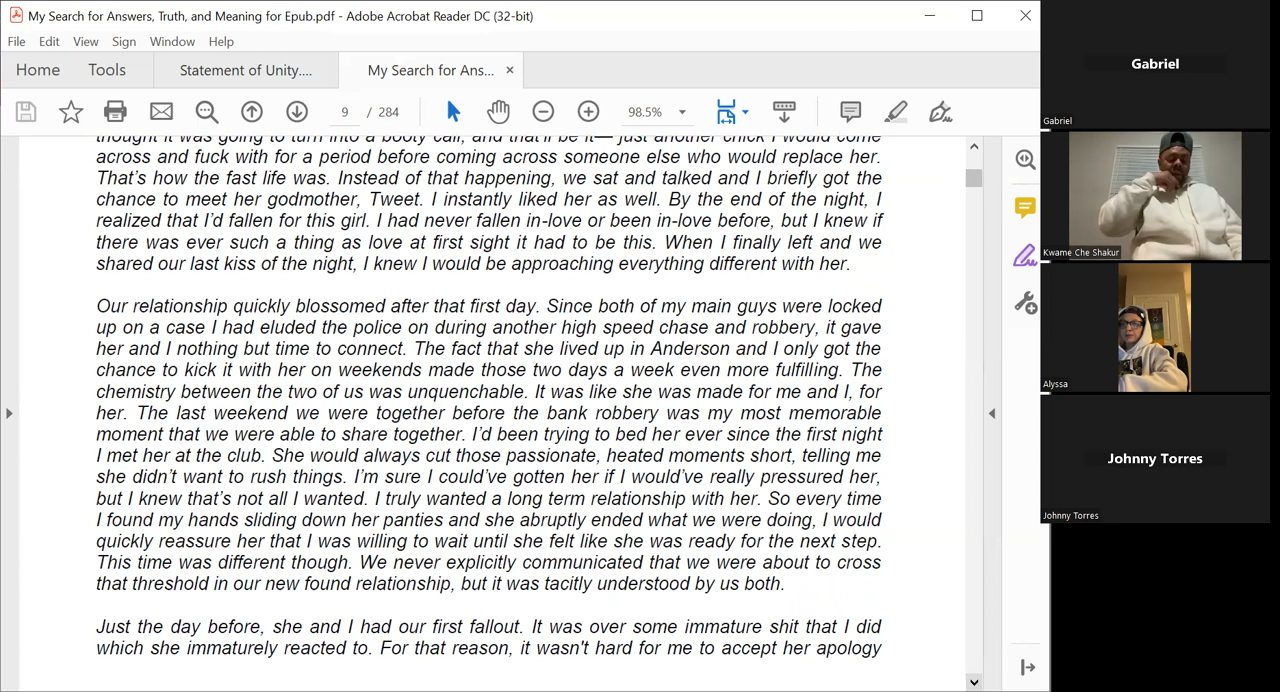 My Search for Answers, Truth, and Meaning for Epub.pdf - Adobe Acrobat Reader DC (32-bit)
File Edit View Sign Window Help
Home Tools Statement of Unity.... My Search for Ans... ×
9 / 284 98.5%
thought it was going to turn into a booty call, and that'll be it— just another chick I would come
across and fuck with for a period before coming across someone else who would replace her.
That's how the fast life was. Instead of that happening, we sat and talked and I briefly got the
chance to meet her godmother, Tweet. I instantly liked her as well. By the end of the night, I
realized that I'd fallen for this girl. I had never fallen in-love or been in-love before, but I knew if
there was ever such a thing as love at first sight it had to be this. When I finally left and we
shared our last kiss of the night, I knew I would be approaching everything different with her.
Our relationship quickly blossomed after that first day. Since both of my main guys were locked
up on a case I had eluded the police on during another high speed chase and robbery, it gave
her and I nothing but time to connect. The fact that she lived up in Anderson and I only got the
chance to kick it with her on weekends made those two days a week even more fulfilling. The
chemistry between the two of us was unquenchable. It was like she was made for me and I, for
her. The last weekend we were together before the bank robbery was my most memorable
moment that we were able to share together. I'd been trying to bed her ever since the first night
I met her at the club. She would always cut those passionate, heated moments short, telling me
she didn't want to rush things. I'm sure I could've gotten her if I would've really pressured her,
but I knew that's not all I wanted. I truly wanted a long term relationship with her. So every time
I found my hands sliding down her panties and she abruptly ended what we were doing, I would
quickly reassure her that I was willing to wait until she felt like she was ready for the next step.
This time was different though. We never explicitly communicated that we were about to cross
that threshold in our new found relationship, but it was tacitly understood by us both.
Just the day before, she and I had our first fallout. It was over some immature shit that I did
which she immaturely reacted to. For that reason, it wasn't hard for me to accept her apology
Gabriel
Gabriel
Kwame Che Shakur
Alyssa
Johnny Torres
Johnny Torres